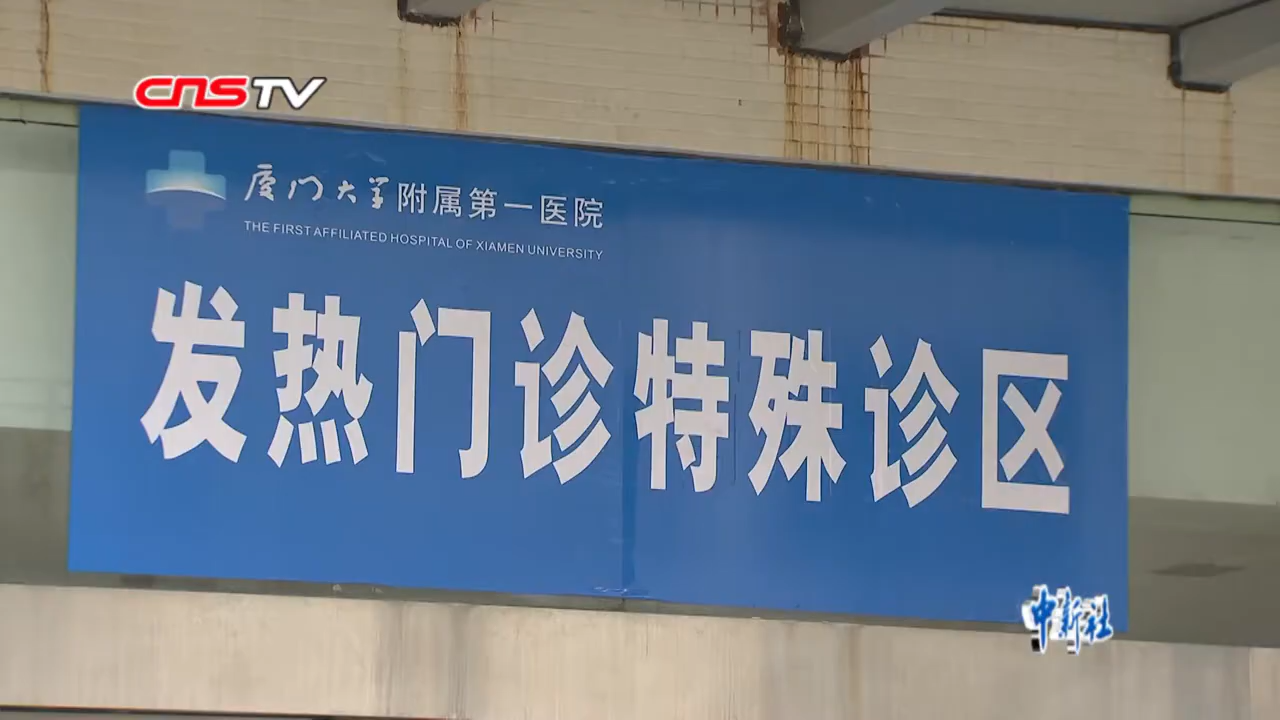 CNSTV
厦门大学附属第一医院
THE FIRST AFFILIATED HOSPITAL OF XIAMEN UNIVERSITY
发热门诊特殊诊区
中新社